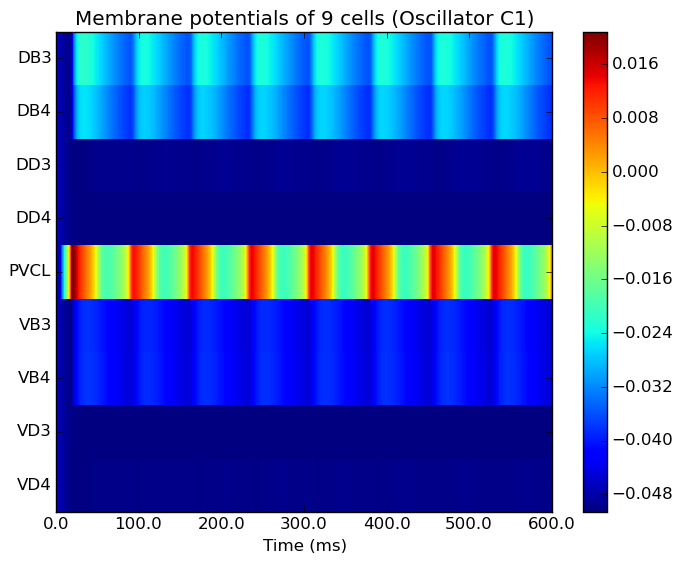 Membrane potentials of 9 cells (Oscillator C1)
DB3
DB4
DD3
DD4
PVCL
VB3
VB4
VD3
VD4
0.0 100.0 200.0 300.0 400.0 500.0 600.0
Time (ms)
0.016
0.008
0.000
−0.008
−0.016
−0.024
−0.032
−0.040
−0.048